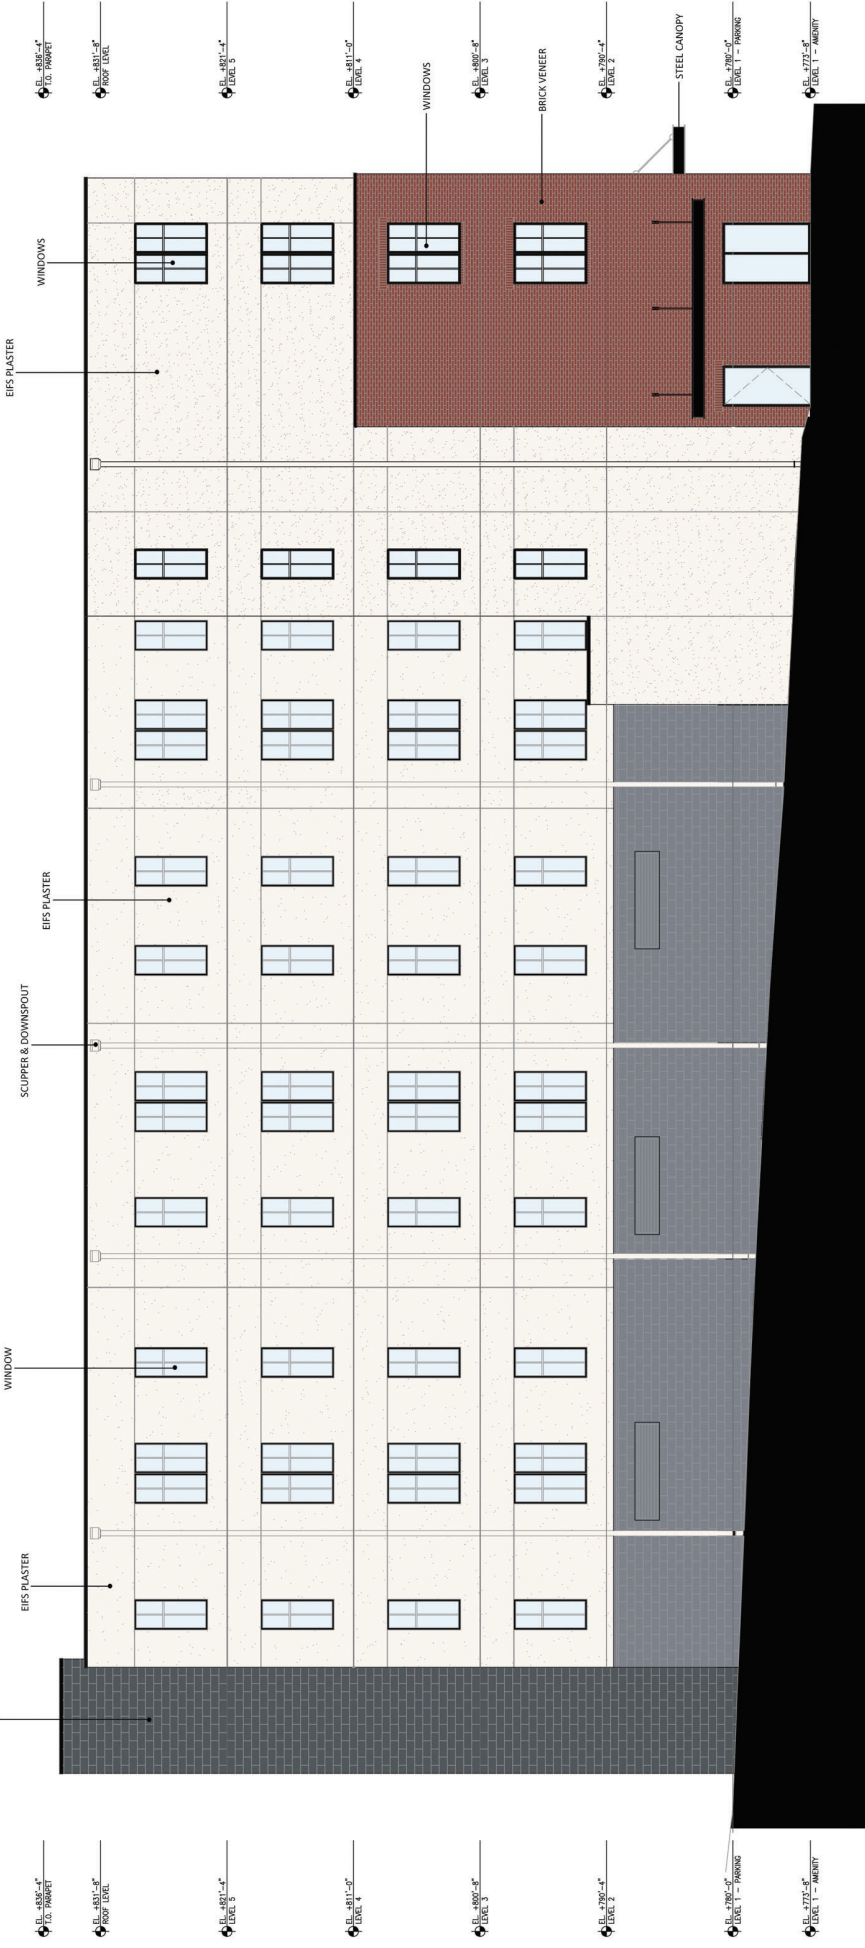 EL. +836'-4"
T.O. PARAPET
EL. +831'-8"
ROOF LEVEL
EL. +821'-4"
LEVEL 5
EL. +811'-0"
LEVEL 4
EL. +800'-8"
LEVEL 3
EL. +790'-4"
LEVEL 2
EL. +780'-0"
LEVEL 1 – PARKING
EL. +773'-8"
LEVEL 1 – AMENITY
EIFS PLASTER
WINDOW
SCUPPER & DOWNSPOUT
EIFS PLASTER
EIFS PLASTER
WINDOWS
WINDOWS
BRICK VENEER
STEEL CANOPY
EL. +836'-4"
T.O. PARAPET
EL. +831'-8"
ROOF LEVEL
EL. +821'-4"
LEVEL 5
EL. +811'-0"
LEVEL 4
EL. +800'-8"
LEVEL 3
EL. +790'-4"
LEVEL 2
EL. +780'-0"
LEVEL 1 – PARKING
EL. +773'-8"
LEVEL 1 – AMENITY